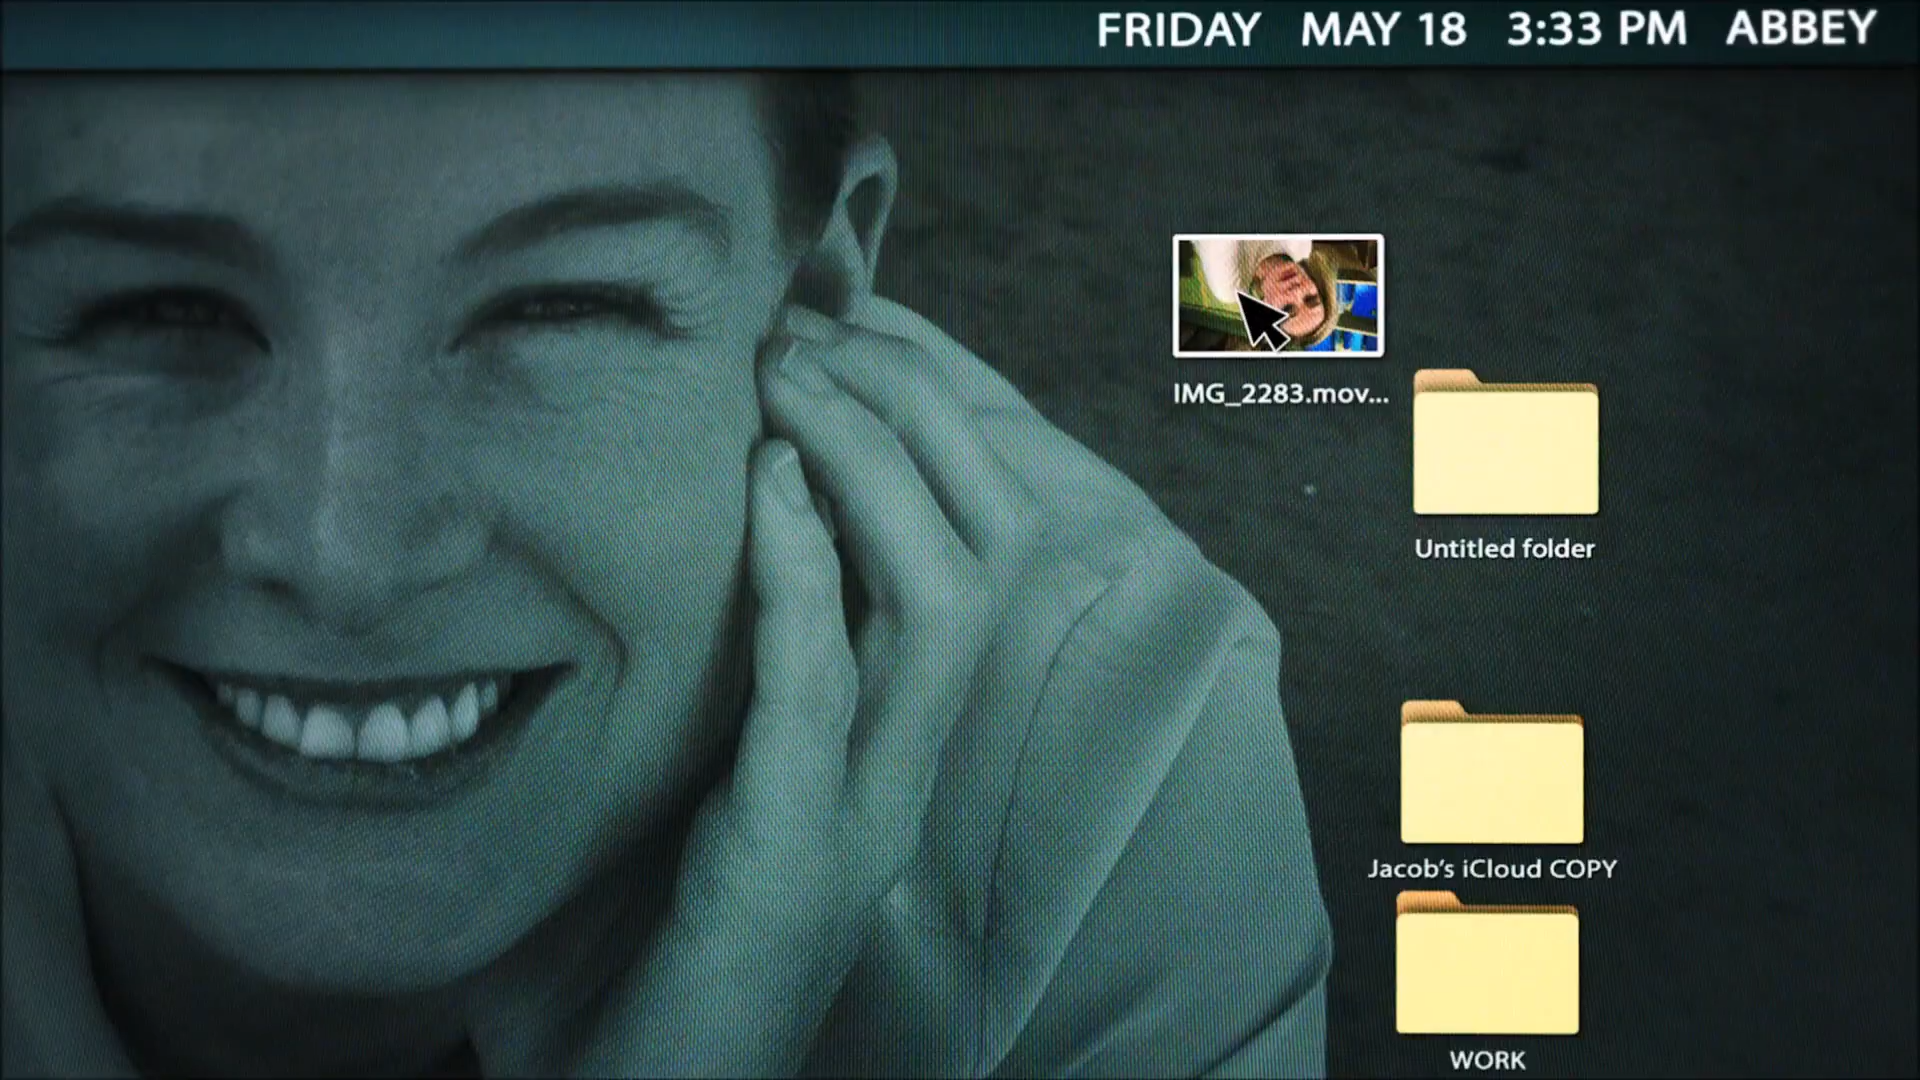 FRIDAY MAY 18 3:33 PM ABBEY
IMG_2283.mov...
Untitled folder
Jacob's iCloud COPY
WORK